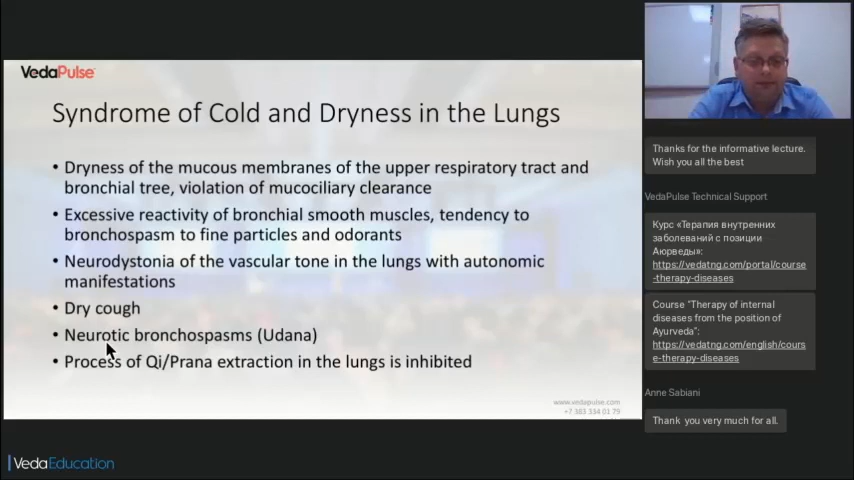 VedaPulse
Syndrome of Cold and Dryness in the Lungs
• Dryness of the mucous membranes of the upper respiratory tract and
bronchial tree, violation of mucociliary clearance
• Excessive reactivity of bronchial smooth muscles, tendency to
bronchospasm to fine particles and odorants
• Neurodystonia of the vascular tone in the lungs with autonomic
manifestations
• Dry cough
• Neurotic bronchospasms (Udana)
• Process of Qi/Prana extraction in the lungs is inhibited
www.vedapulse.com
+7 383 334 01 79
VedaEducation
Thanks for the informative lecture.
Wish you all the best
VedaPulse Technical Support
Курс «Терапия внутренних
заболеваний с позиции
Аюрведы»:
https://vedatng.com/portal/course
-therapy-diseases
Course "Therapy of internal
diseases from the position of
Ayurveda":
https://vedatng.com/english/cours
e-therapy-diseases
Anne Sabiani
Thank you very much for all.